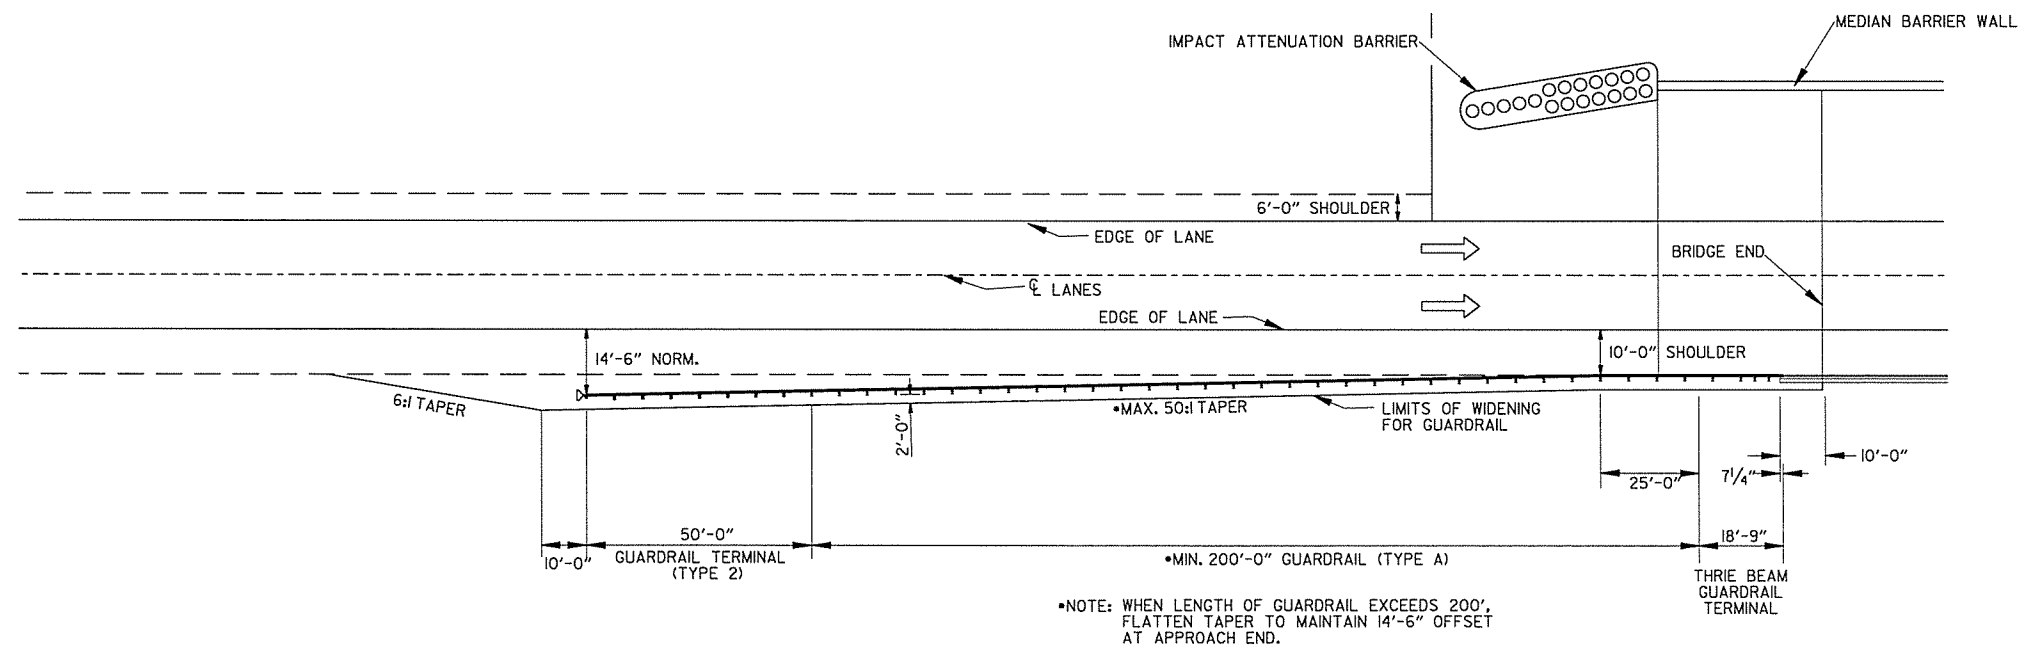 MEDIAN BARRIER WALL
IMPACT ATTENUATION BARRIER
6'-0" SHOULDER
EDGE OF LANE
BRIDGE END
℄ LANES
EDGE OF LANE
14'-6" NORM.
10'-0" SHOULDER
6:1 TAPER
*MAX. 50:1 TAPER
LIMITS OF WIDENING
FOR GUARDRAIL
2'-0"
10'-0"
25'-0"
7 1/4"
50'-0"
18'-9"
10'-0"
GUARDRAIL TERMINAL
(TYPE 2)
*MIN. 200'-0" GUARDRAIL (TYPE A)
THRIE BEAM
GUARDRAIL
TERMINAL
*NOTE: WHEN LENGTH OF GUARDRAIL EXCEEDS 200',
FLATTEN TAPER TO MAINTAIN 14'-6" OFFSET
AT APPROACH END.